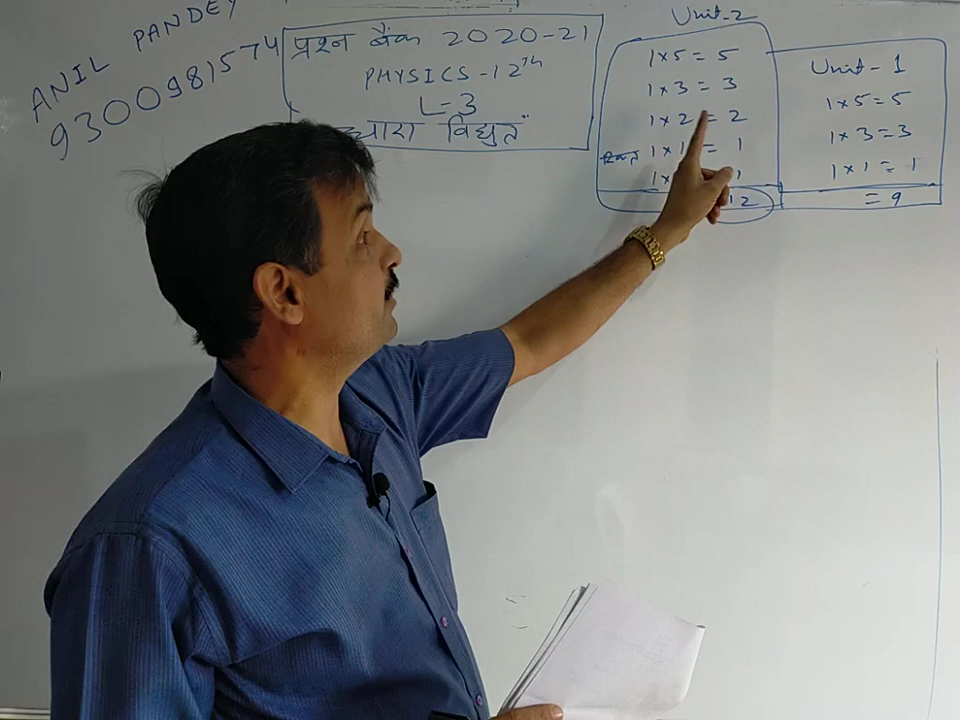 ANIL PANDEY
9300981574
प्रश्न बैंक 2020-21
PHYSICS-12th
L-3
धारा विद्युत"
Unit-2
1×5=5
1×3=3
1×2=2
1×1=1
1× 1
12
Unit-1
1×5=5
1×3=3
1×1=1
=9